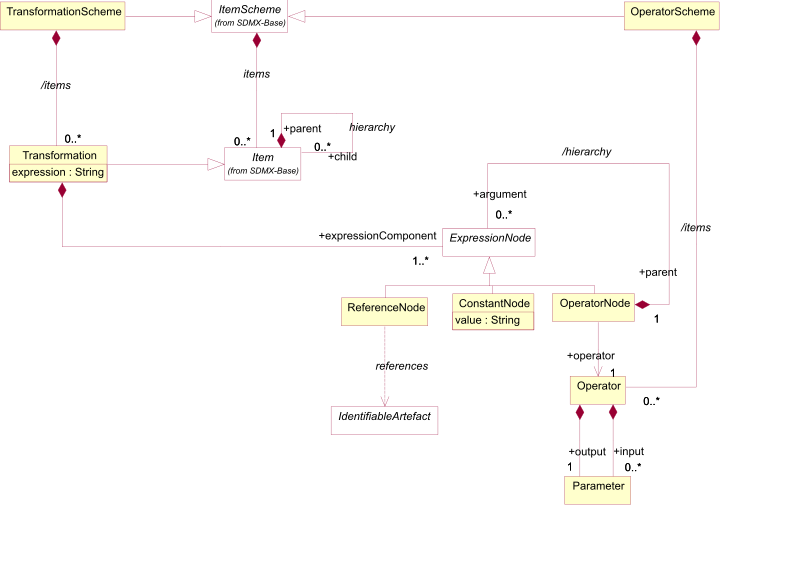 TransformationScheme
ItemScheme
(from SDMX-Base)
OperatorScheme
/items
items
0..*
0..*
1
+parent
hierarchy
0..*
+child
Transformation
expression : String
Item
(from SDMX-Base)
/hierarchy
+argument
0..*
/items
+expressionComponent
1..*
ExpressionNode
+parent
1
ReferenceNode
ConstantNode
value : String
OperatorNode
references
+operator
1
Operator
0..*
IdentifiableArtefact
+output
1
+input
0..*
Parameter